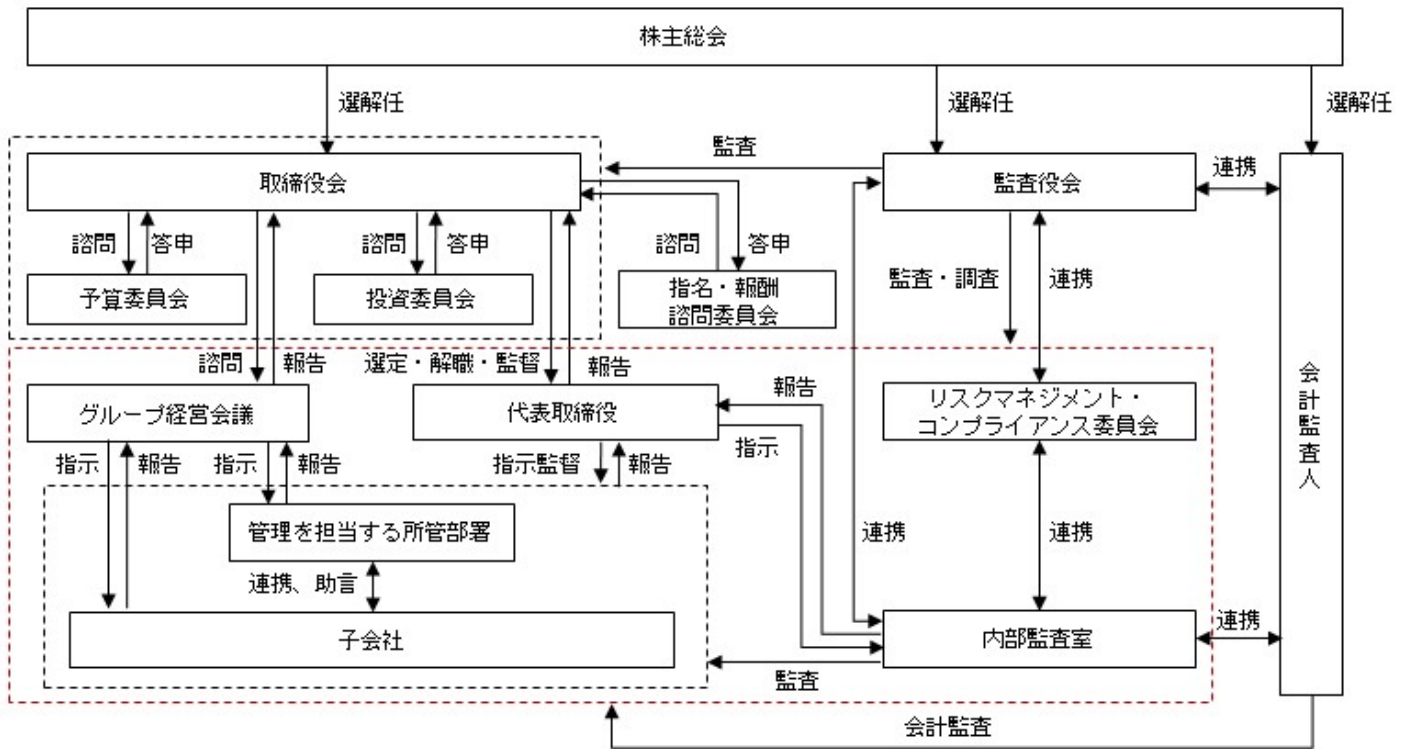 株主総会
選解任
選解任
選解任
監査
取締役会
監査役会
連携
諮問
答申
諮問
答申
諮問
答申
予算委員会
投資委員会
指名・報酬
諮問委員会
監査・調査
連携
諮問
報告
選定・解職・監督
報告
グループ経営会議
代表取締役
報告
指示
リスクマネジメント・
コンプライアンス委員会
会計監査人
指示
報告
指示
報告
指示監督
報告
管理を担当する所管部署
連携、助言
連携
連携
子会社
内部監査室
連携
監査
会計監査